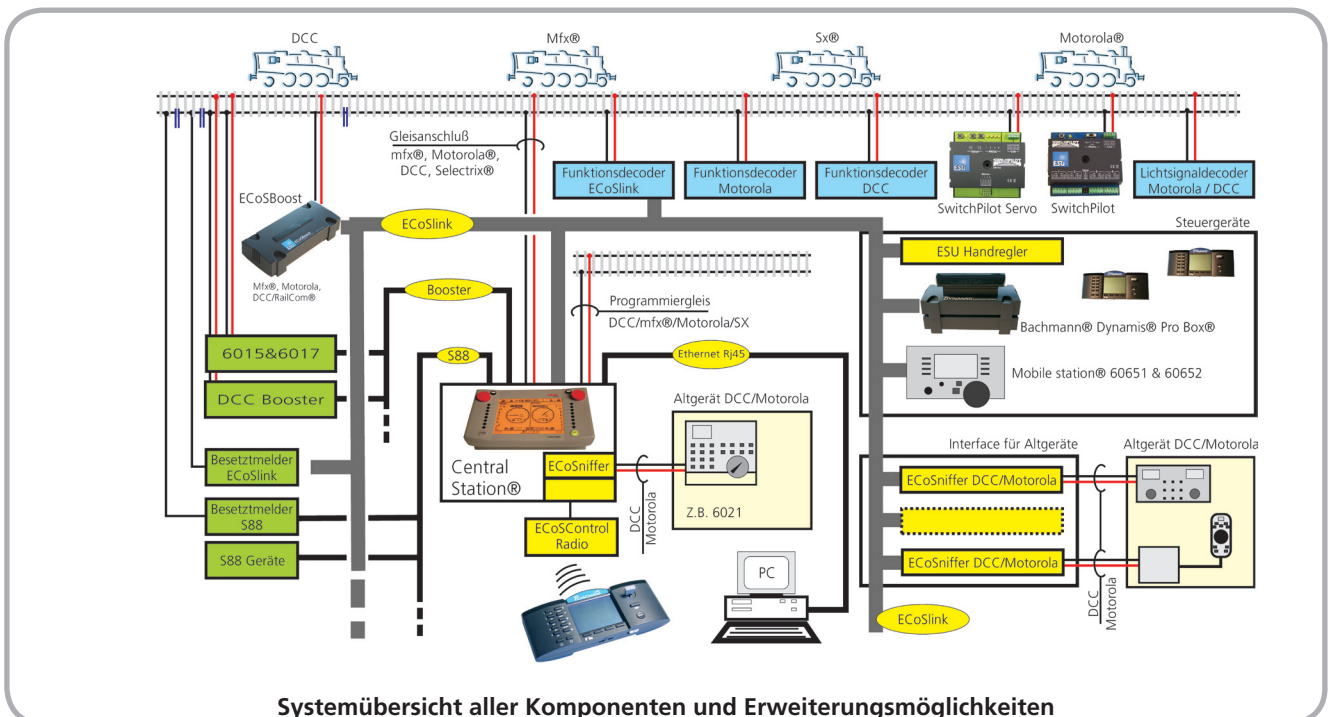 DCC
Mfx®
Sx®
Motorola®
Gleisanschluß
mfx®, Motorola®,
DCC, Selectrix®
Funktionsdecoder
ECoSlink
Funktionsdecoder
Motorola
Funktionsdecoder
DCC
SwitchPilot Servo
SwitchPilot
Lichtsignaldecoder
Motorola / DCC
ECoSBoost
Mfx®, Motorola,
DCC/RailCom®
ECoSlink
Steuergeräte
ESU Handregler
Bachmann® Dynamis® Pro Box®
Mobile station® 60651 & 60652
Booster
Programmiergleis
DCC/mfx®/Motorola/SX
6015&6017
S88
Ethernet Rj45
DCC Booster
Altgerät DCC/Motorola
Z.B. 6021
Central
Station®
ECoSniffer
DCC
Motorola
ECoSControl
Radio
Besetztmelder
ECoSlink
Besetztmelder
S88
S88 Geräte
PC
Interface für Altgeräte
Altgerät DCC/Motorola
ECoSniffer DCC/Motorola
ECoSniffer DCC/Motorola
DCC
Motorola
ECoSlink
Systemübersicht aller Komponenten und Erweiterungsmöglichkeiten